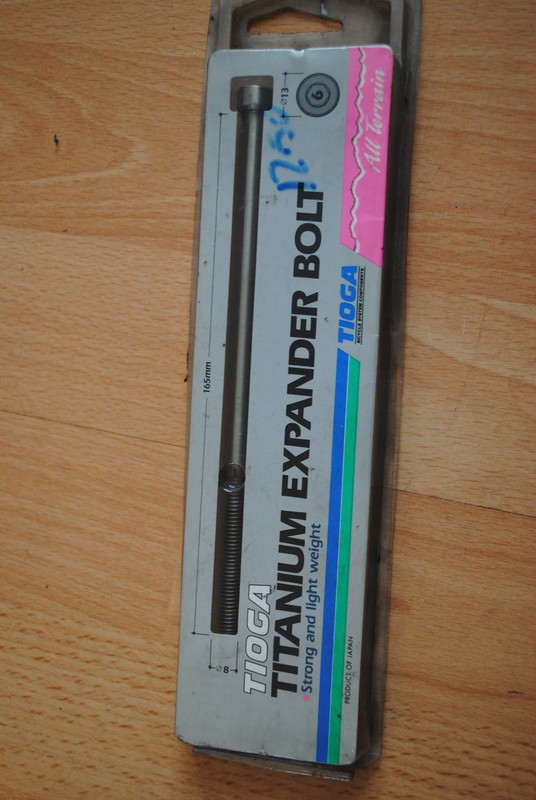 TIOGA
TITANIUM EXPANDER BOLT
Strong and light weight
All Terrain
TIOGA
BICYCLE SYSTEM COMPONENTS
PRODUCT OF JAPAN
165mm
⌀13
6
⌀8